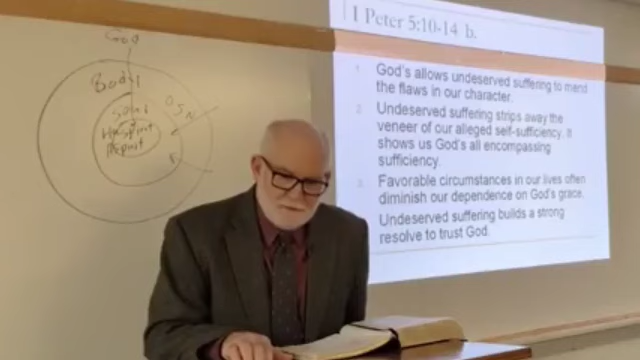 God
Body
Soul
O S N
Hu spirit
I Peter 5:10-14 b.
1. God's allows undeserved suffering to mend
the flaws in our character.
2. Undeserved suffering strips away the
veneer of our alleged self-sufficiency. It
shows us God's all encompassing
sufficiency.
3. Favorable circumstances in our lives often
diminish our dependence on God's grace.
Undeserved suffering builds a strong
resolve to trust God.